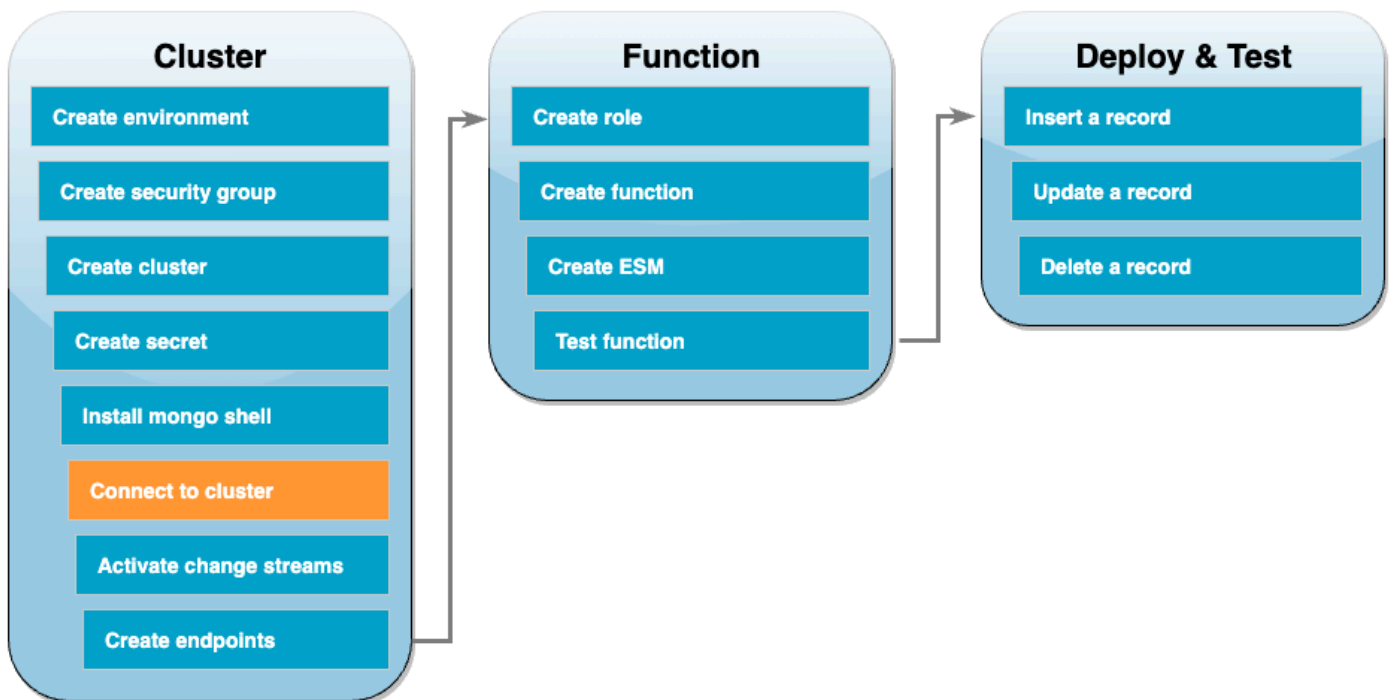 Cluster
Create environment
Create security group
Create cluster
Create secret
Install mongo shell
Connect to cluster
Activate change streams
Create endpoints
Function
Create role
Create function
Create ESM
Test function
Deploy & Test
Insert a record
Update a record
Delete a record